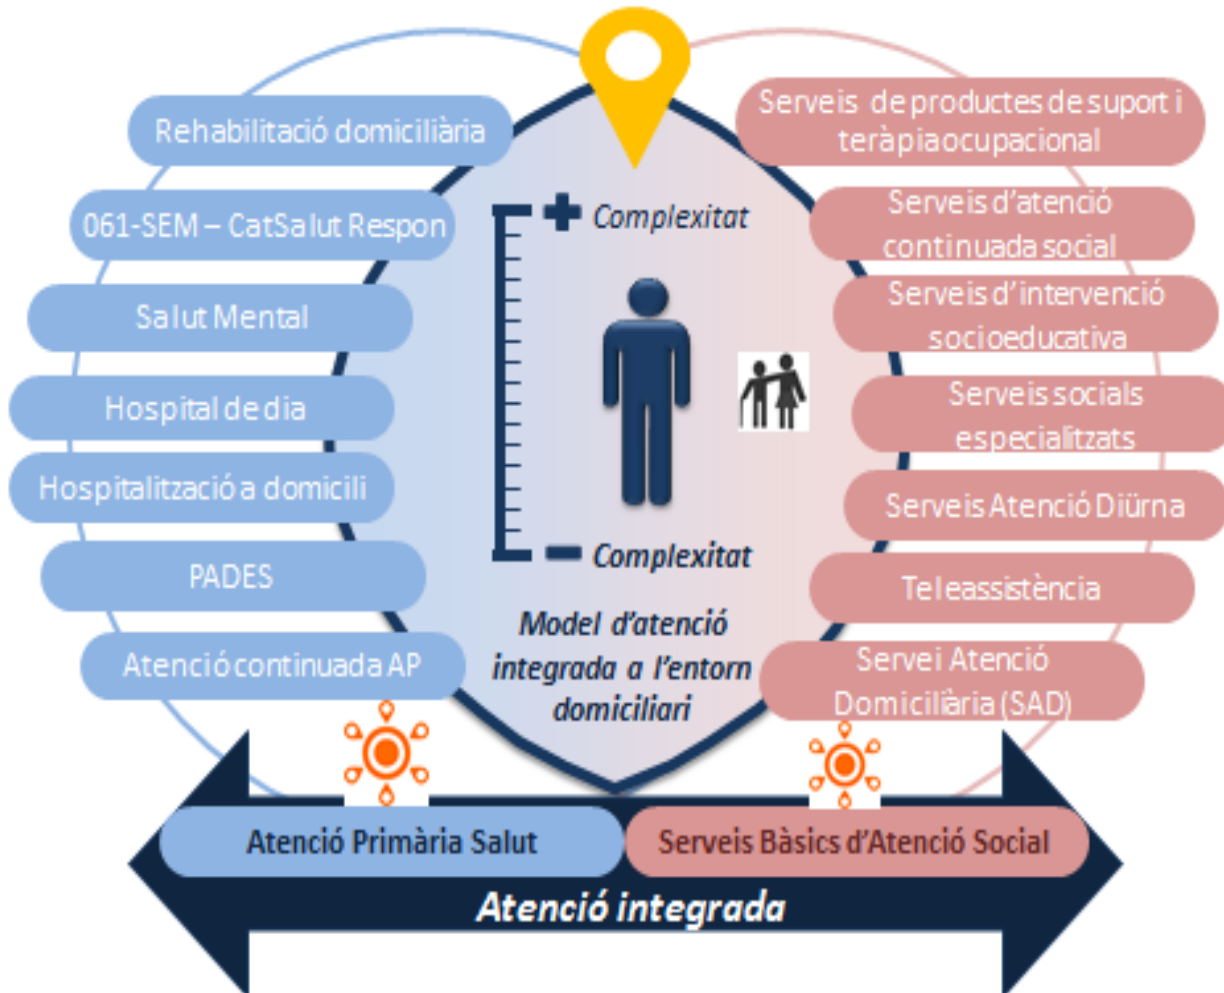 Rehabilitació domiciliària
061-SEM – CatSalut Respon
Salut Mental
Hospital de dia
Hospitalització a domicili
PADES
Atenció continuada AP
Complexitat
Complexitat
Model d’atenció
integrada a l’entorn
domiciliari
Serveis de productes de suport i
teràpia ocupacional
Serveis d’atenció
continuada social
Serveis d’intervenció
socioeducativa
Serveis socials
especialitzats
Serveis Atenció Diürna
Teleassistència
Servei Atenció
Domiciliària (SAD)
Atenció Primària Salut
Serveis Bàsics d’Atenció Social
Atenció integrada